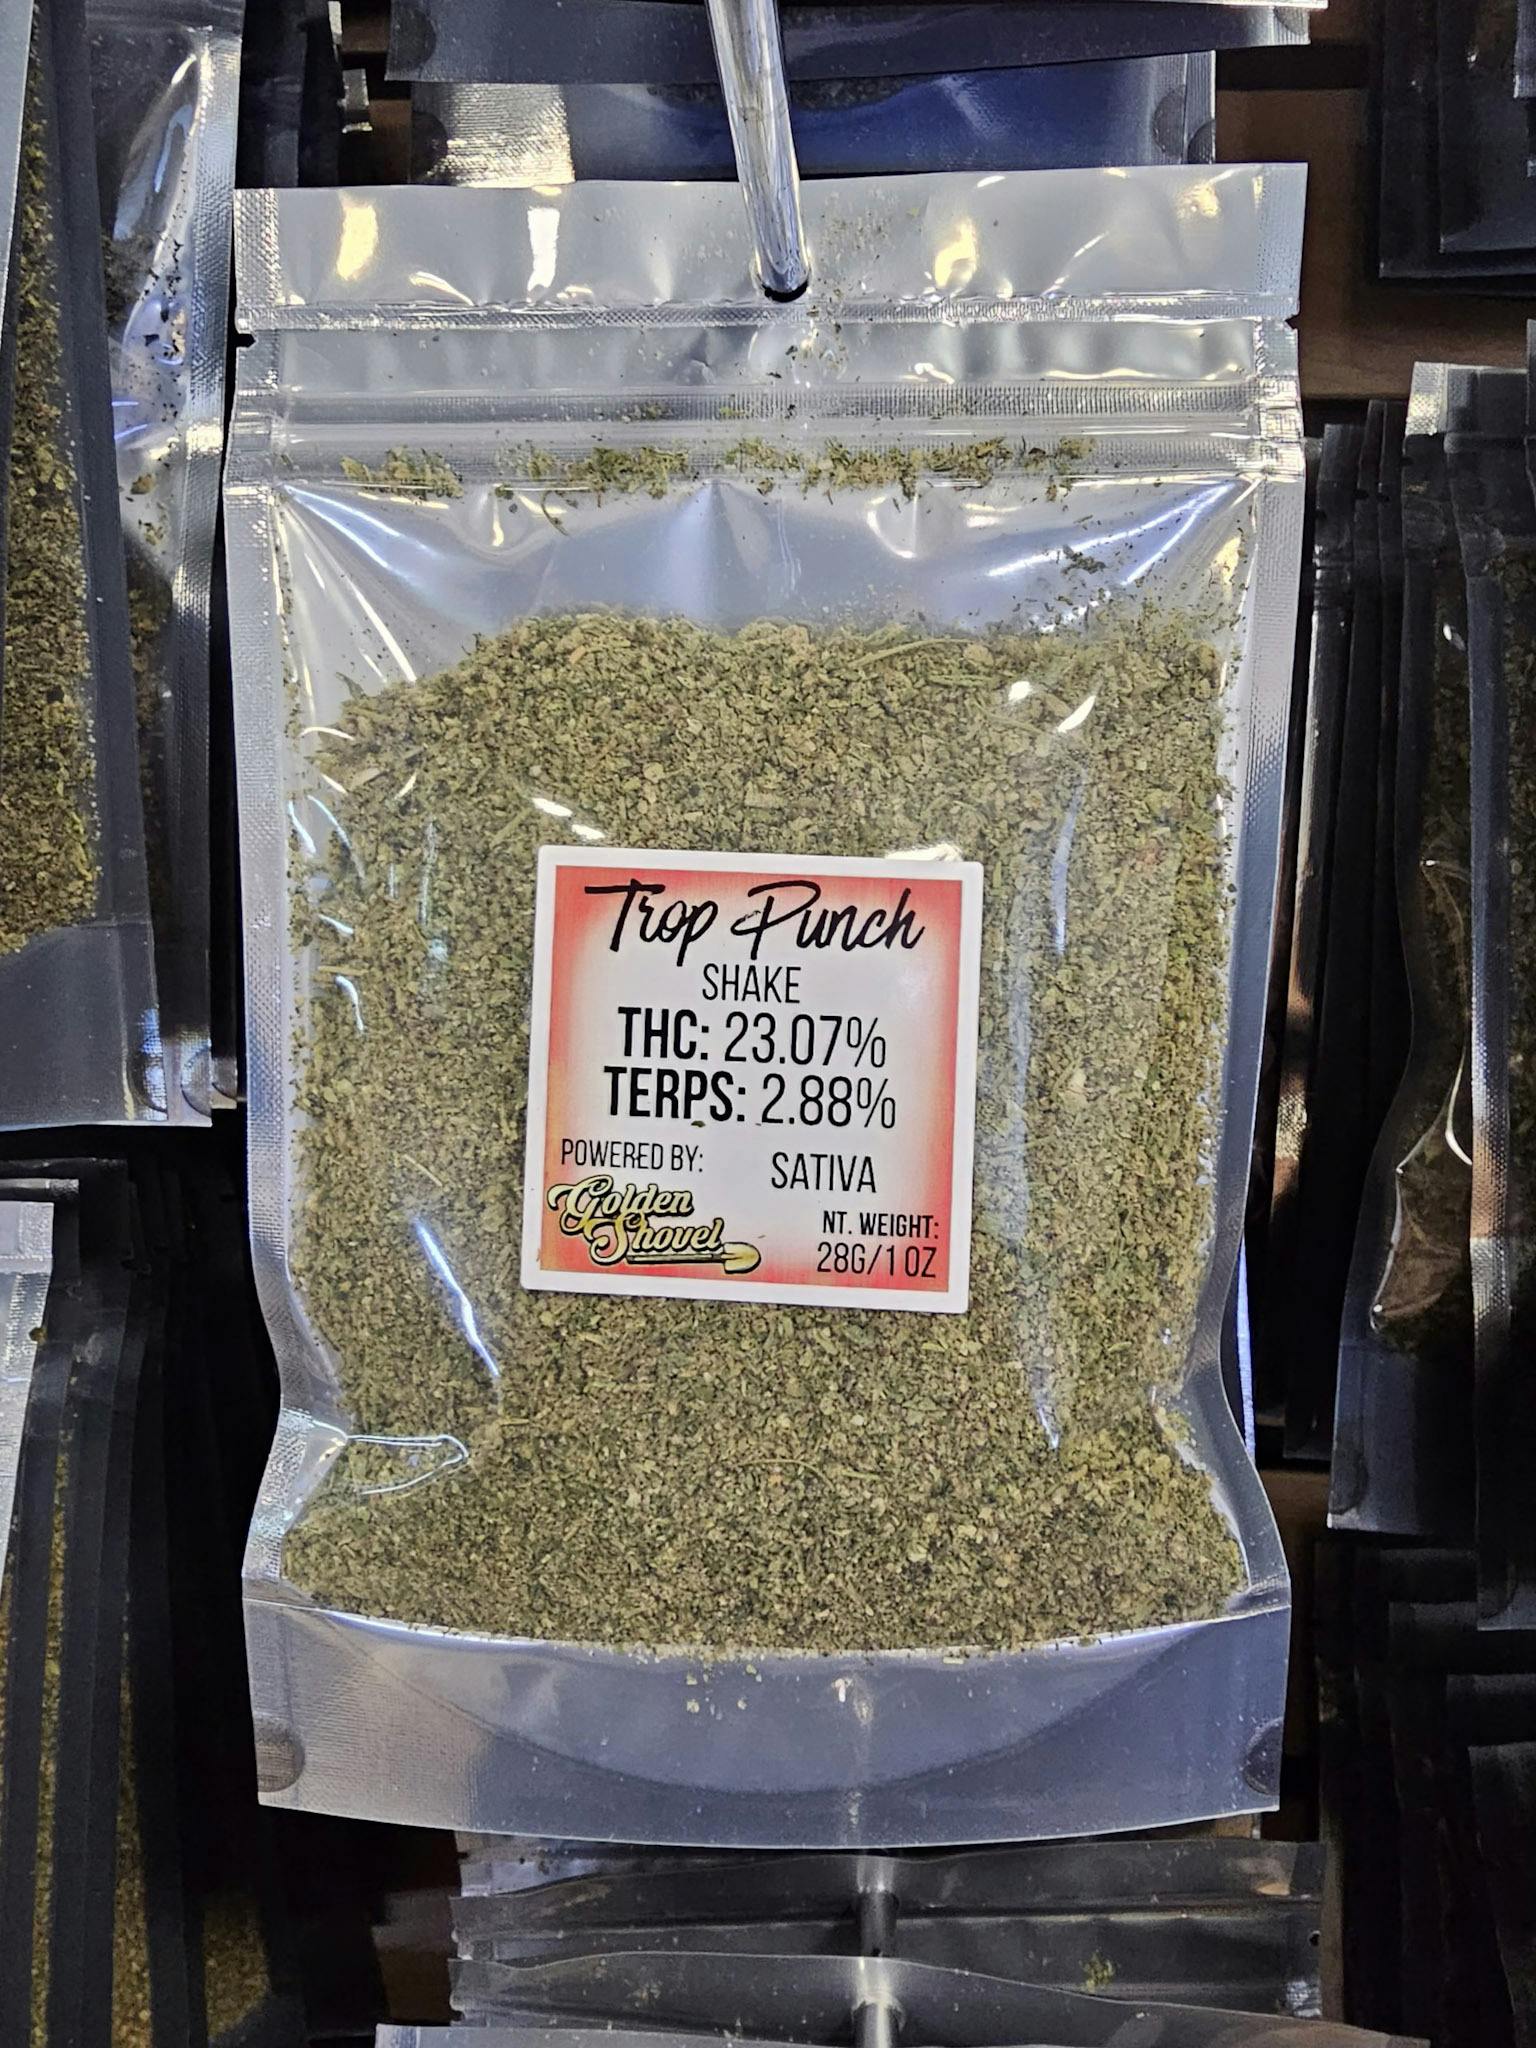 Trop Punch
SHAKE
THC: 23.07%
TERPS: 2.88%
POWERED BY:
Golden
Shovel
SATIVA
NT. WEIGHT:
28G/1 OZ